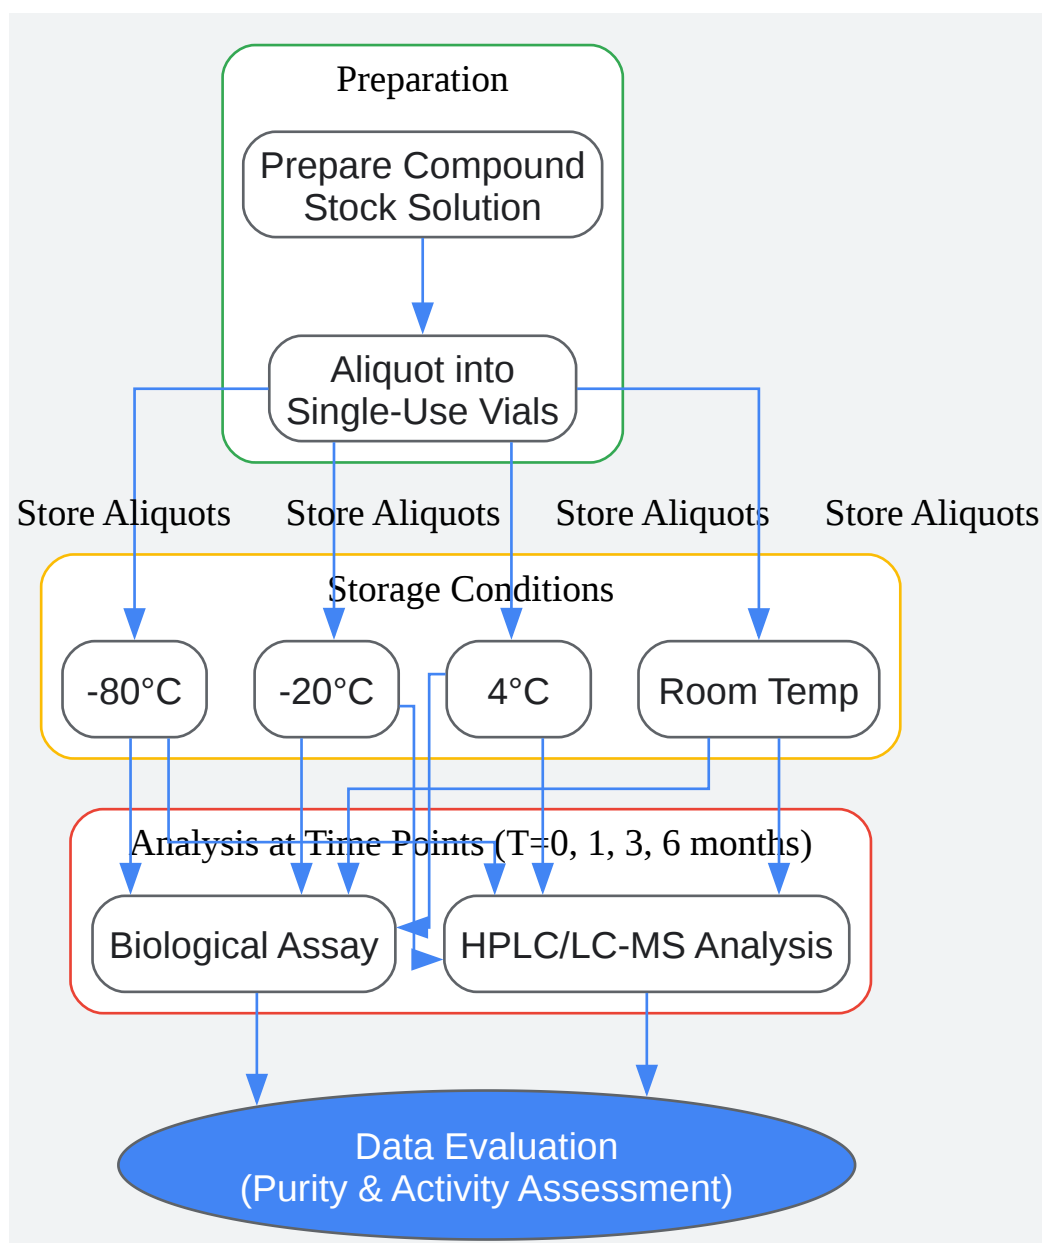 Preparation
Prepare Compound
Stock Solution
Aliquot into
Single-Use Vials
Store Aliquots
Store Aliquots
Store Aliquots
Store Aliquots
Storage Conditions
-80°C
-20°C
4°C
Room Temp
Analysis at Time Points (T=0, 1, 3, 6 months)
Biological Assay
HPLC/LC-MS Analysis
Data Evaluation
(Purity & Activity Assessment)